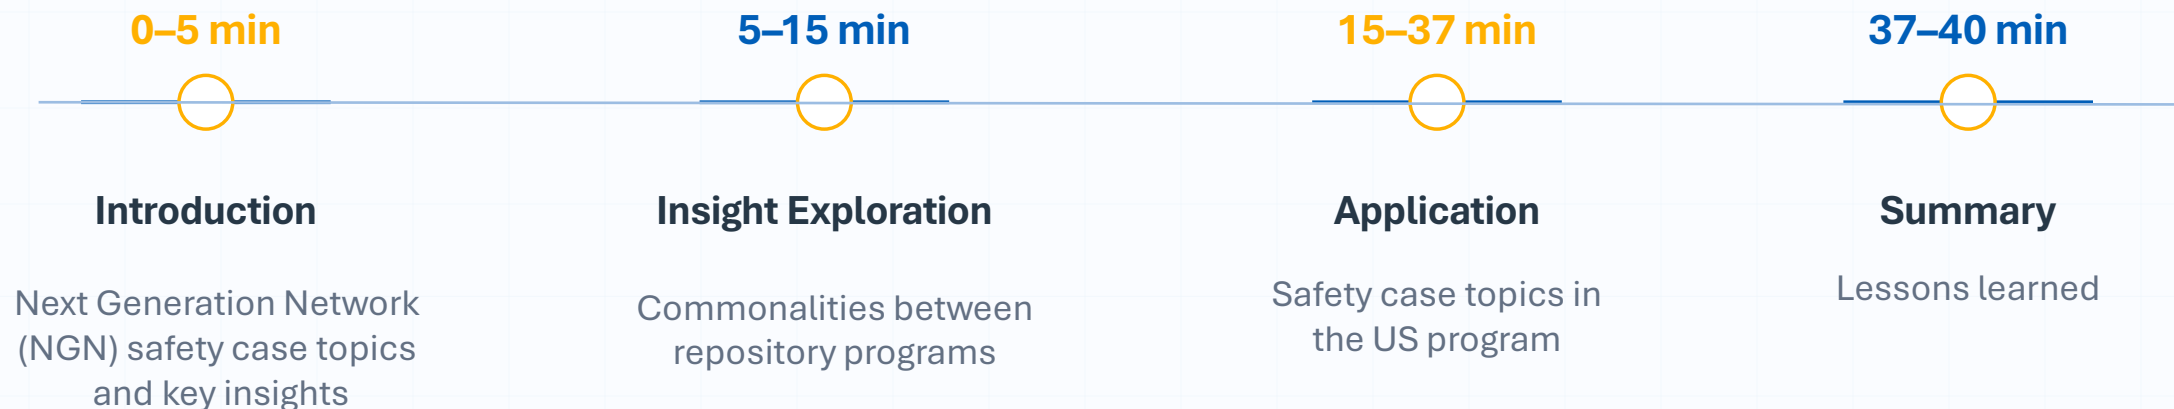 0–5 min
5–15 min
15–37 min
37–40 min
Introduction
Insight Exploration
Application
Summary
Next Generation Network
(NGN) safety case topics
and key insights
Commonalities between
repository programs
Safety case topics in
the US program
Lessons learned